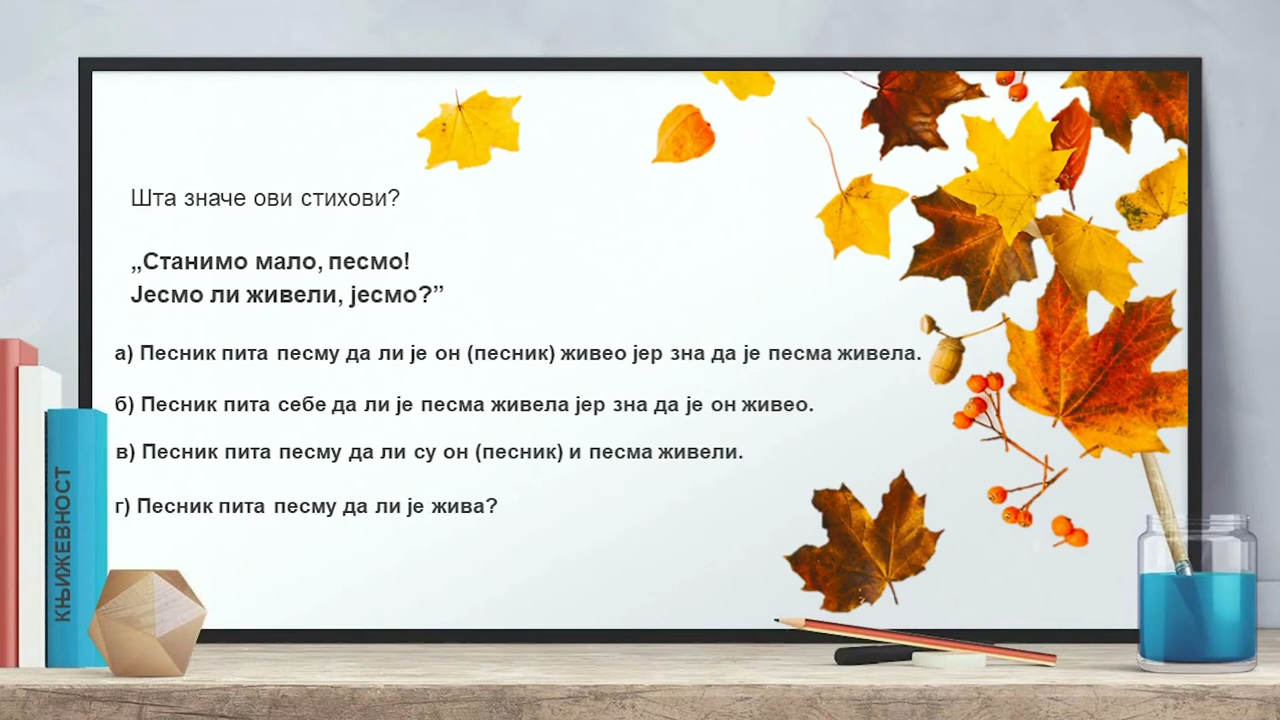 Шта значе ови стихови?
„Станимо мало, песмо!
Јесмо ли живели, јесмо?”
а) Песник пита песму да ли је он (песник) живео јер зна да је песма живела.
б) Песник пита себе да ли је песма живела јер зна да је он живео.
в) Песник пита песму да ли су он (песник) и песма живели.
г) Песник пита песму да ли је жива?
КЊИЖЕВНОСТ